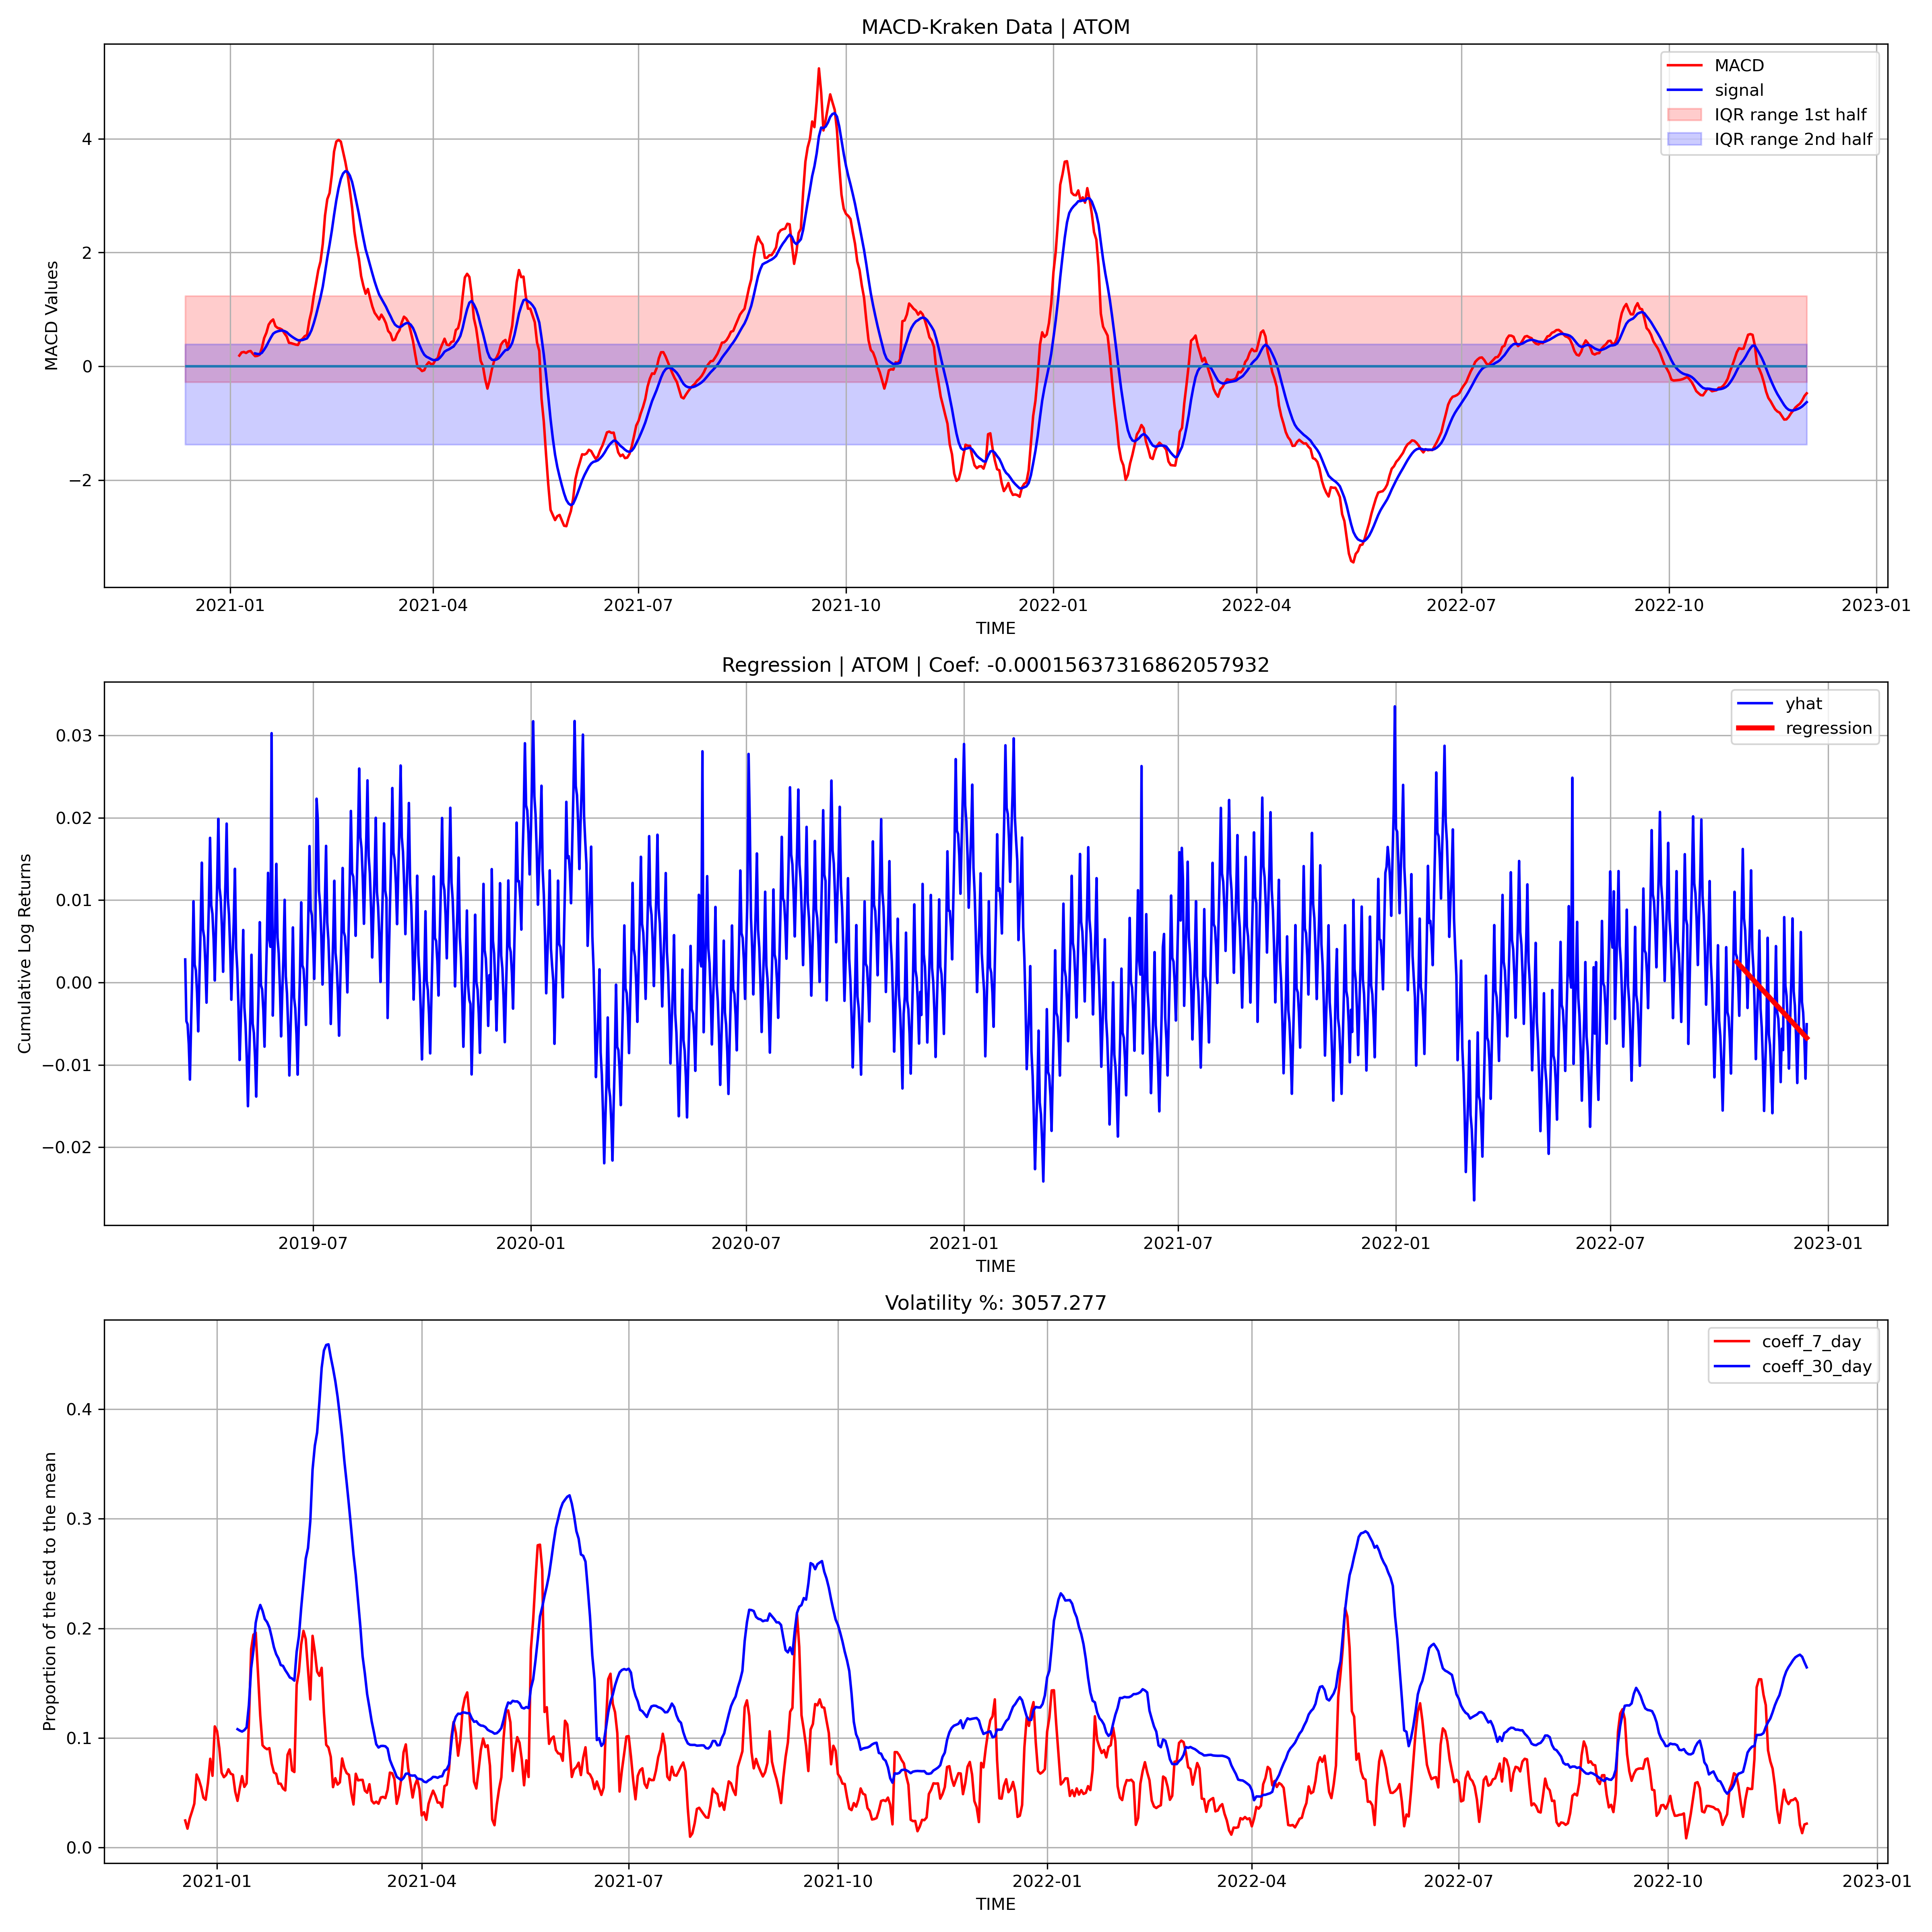 MACD-Kraken Data | ATOM
MACD Values
4
2
0
−2
MACD
signal
IQR range 1st half
IQR range 2nd half
2021-01 2021-04 2021-07 2021-10 2022-01 2022-04 2022-07 2022-10 2023-01
TIME
Regression | ATOM | Coef: -0.00015637316862057932
Cumulative Log Returns
0.03
0.02
0.01
0.00
−0.01
−0.02
yhat
regression
2019-07 2020-01 2020-07 2021-01 2021-07 2022-01 2022-07 2023-01
TIME
Volatility %: 3057.277
Proportion of the std to the mean
0.4
0.3
0.2
0.1
0.0
coeff_7_day
coeff_30_day
2021-01 2021-04 2021-07 2021-10 2022-01 2022-04 2022-07 2022-10 2023-01
TIME